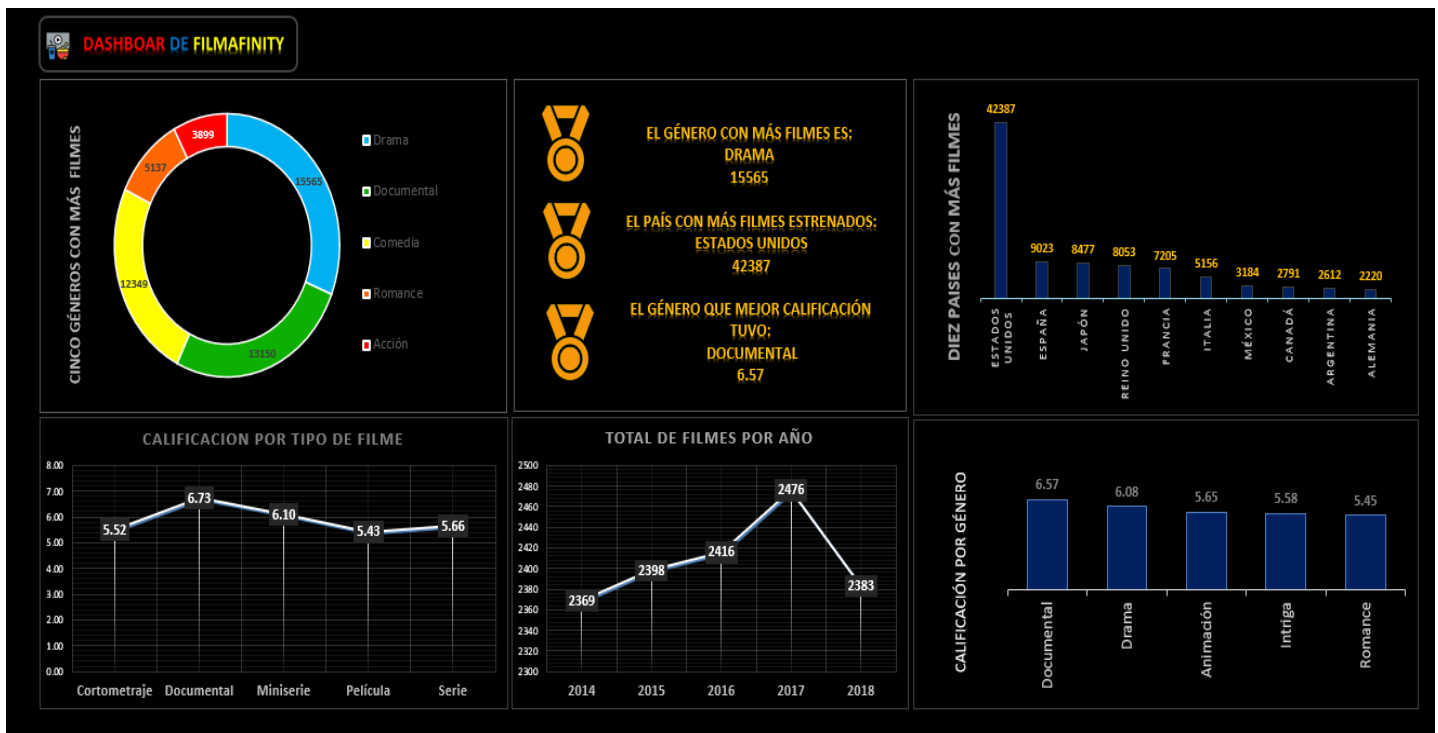 DASHBOAR DE FILMAFINITY
CINCO GÉNEROS CON MÁS FILMES
3899
5137
15565
12349
13150
Drama
Documental
Comedia
Romance
Acción
EL GÉNERO CON MÁS FILMES ES:
DRAMA
15565
EL PAÍS CON MÁS FILMES ESTRENADOS:
ESTADOS UNIDOS
42387
EL GÉNERO QUE MEJOR CALIFICACIÓN
TUVO:
DOCUMENTAL
6.57
DIEZ PAISES CON MÁS FILMES
42387
9023
8477
8053
7205
5156
3184
2791
2612
2220
ESTADOS
UNIDOS
ESPAÑA
JAPÓN
REINO UNIDO
FRANCIA
ITALIA
MÉXICO
CANADÁ
ARGENTINA
ALEMANIA
CALIFICACION POR TIPO DE FILME
8.00
7.00
6.00
5.00
4.00
3.00
2.00
1.00
0.00
5.52
6.73
6.10
5.43
5.66
Cortometraje
Documental
Miniserie
Película
Serie
TOTAL DE FILMES POR AÑO
2500
2480
2460
2440
2420
2400
2380
2360
2340
2320
2300
2369
2398
2416
2476
2383
2014
2015
2016
2017
2018
CALIFICACIÓN POR GÉNERO
6.57
6.08
5.65
5.58
5.45
Documental
Drama
Animación
Intriga
Romance